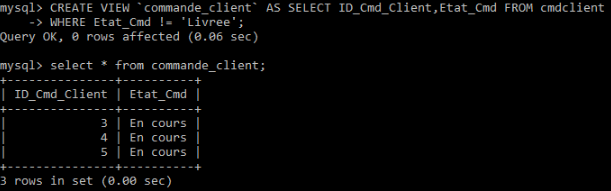 mysql> CREATE VIEW `commande_client` AS SELECT ID_Cmd_Client,Etat_Cmd FROM cmdclient
    -> WHERE Etat_Cmd != 'Livree';
Query OK, 0 rows affected (0.06 sec)

mysql> select * from commande_client;
+---------------+----------+
| ID_Cmd_Client | Etat_Cmd |
+---------------+----------+
|             3 | En cours |
|             4 | En cours |
|             5 | En cours |
+---------------+----------+
3 rows in set (0.00 sec)